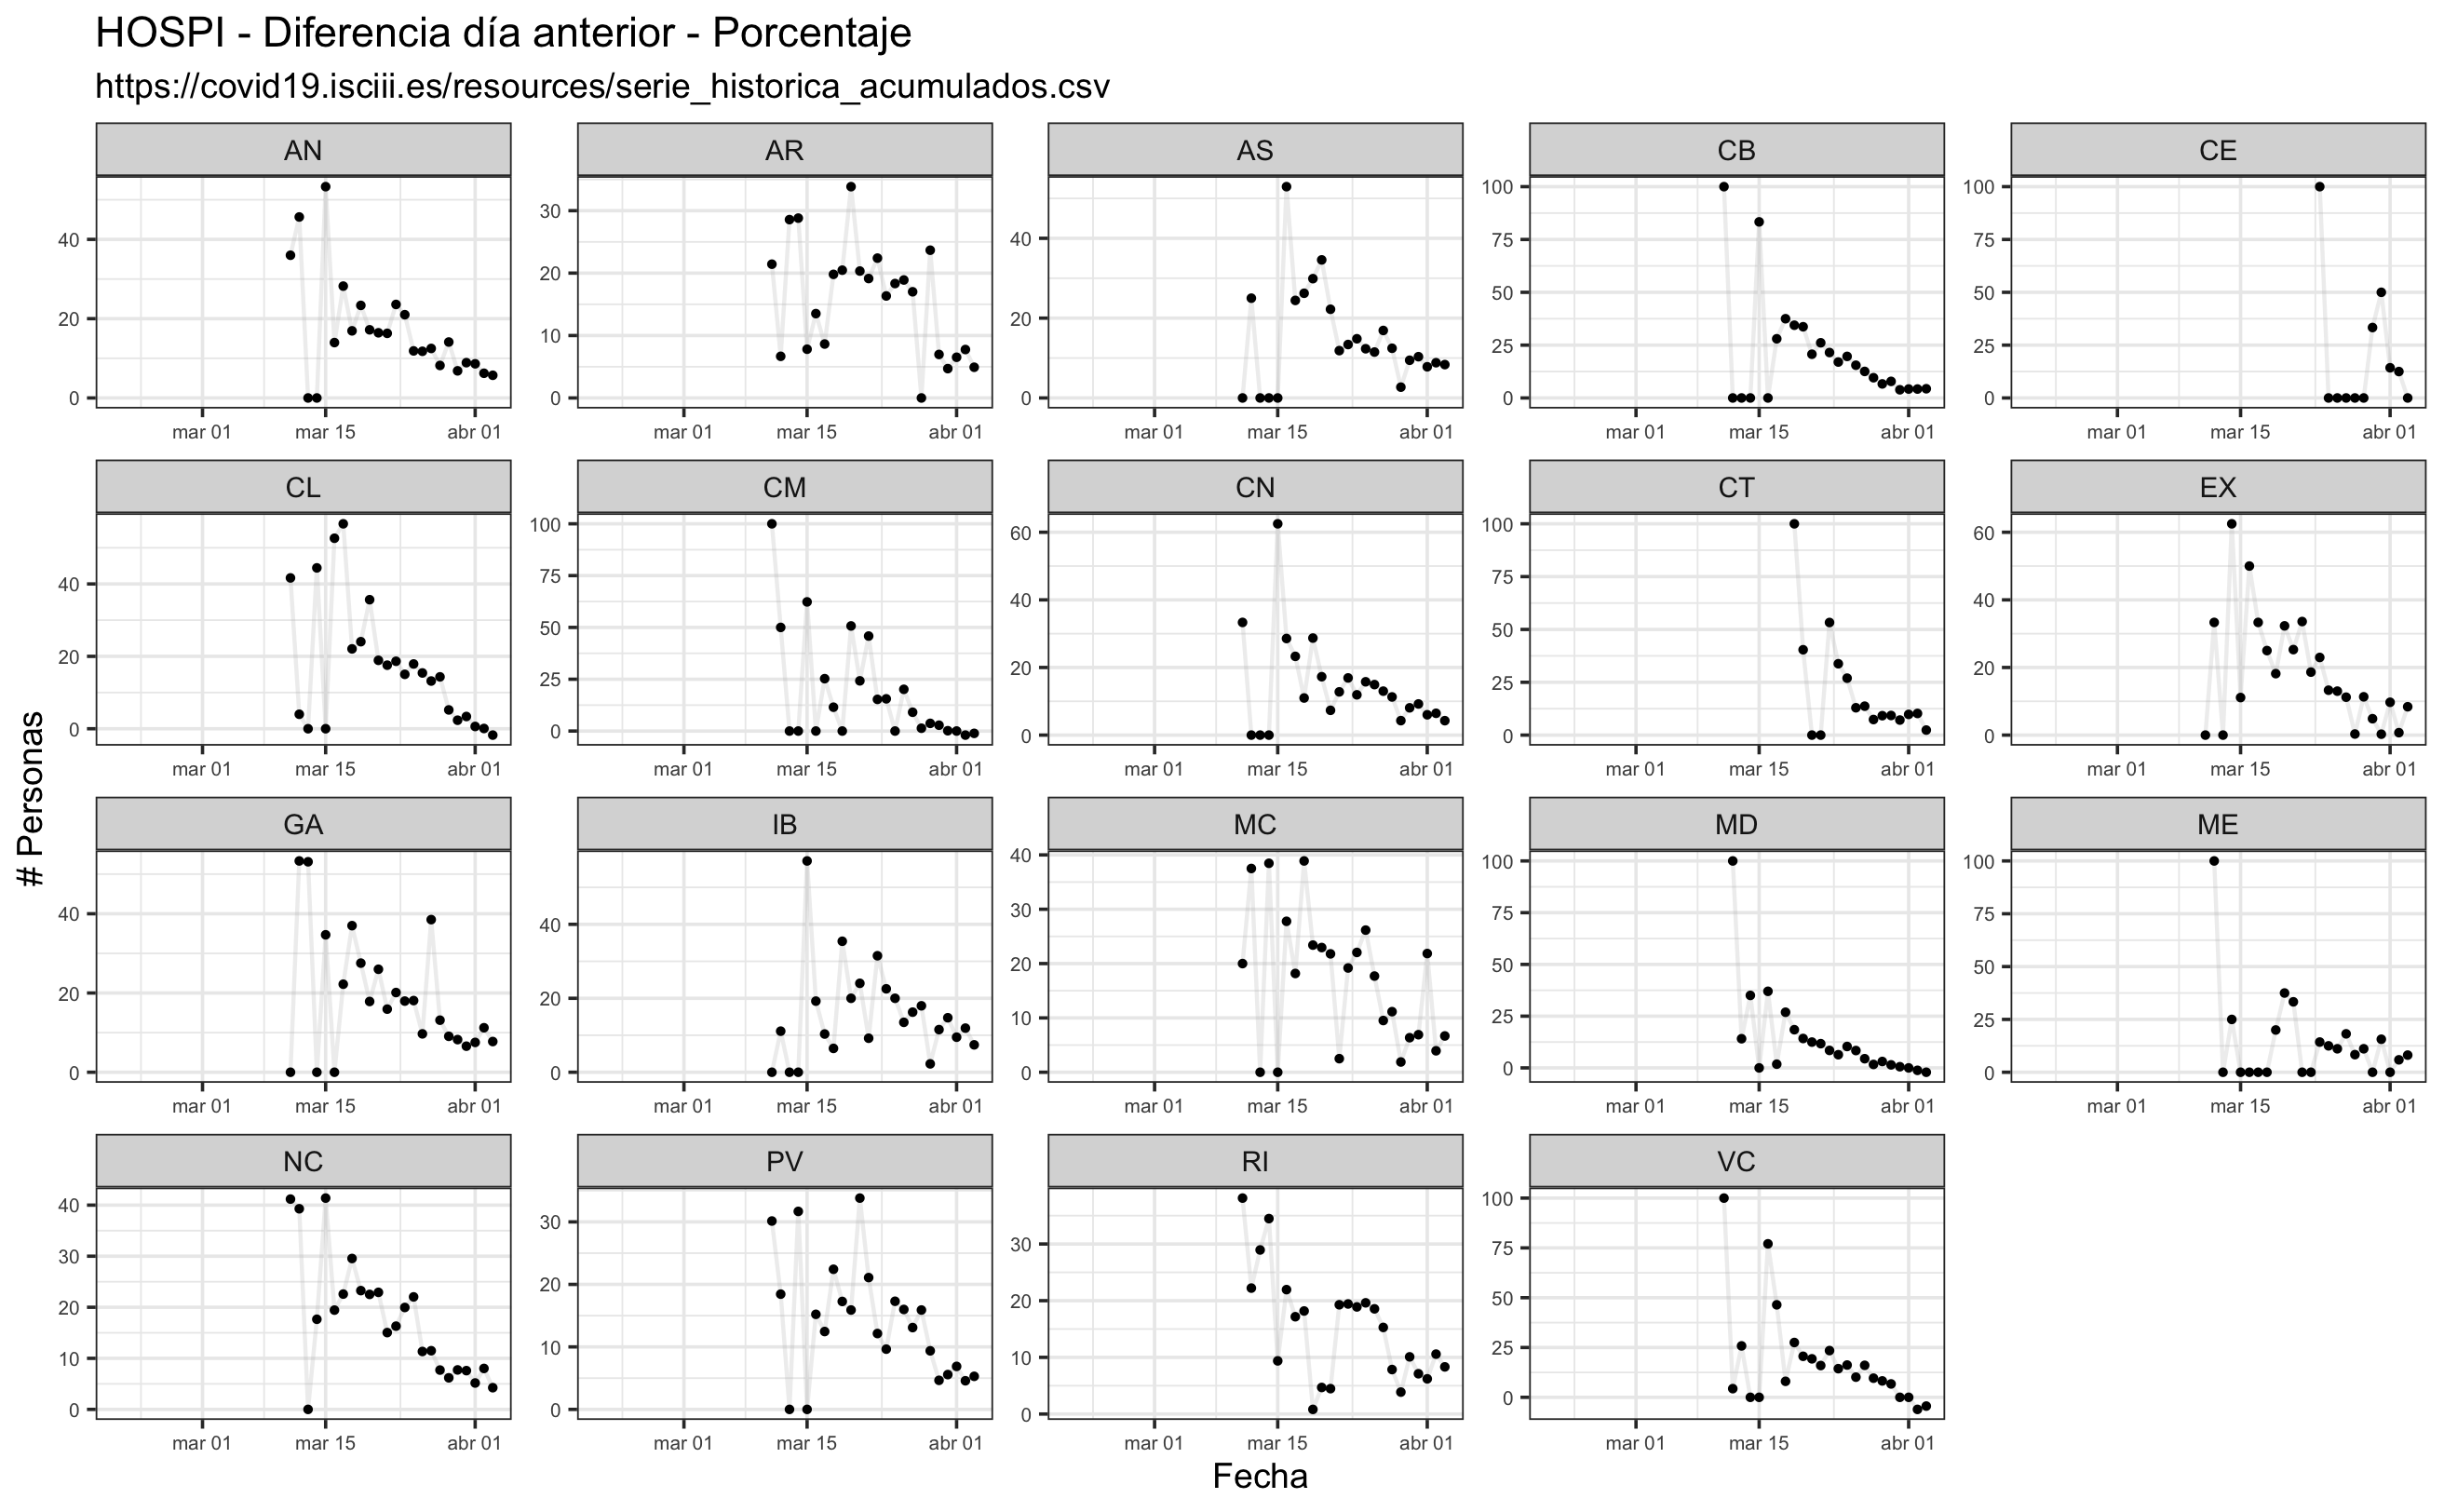 HOSPI - Diferencia día anterior - Porcentaje
https://covid19.isciii.es/resources/serie_historica_acumulados.csv
# Personas
AN
40
20
0
mar 01 mar 15 abr 01
AR
30
20
10
0
mar 01 mar 15 abr 01
AS
40
20
0
mar 01 mar 15 abr 01
CB
100
75
50
25
0
mar 01 mar 15 abr 01
CE
100
75
50
25
0
mar 01 mar 15 abr 01
CL
40
20
0
mar 01 mar 15 abr 01
CM
100
75
50
25
0
mar 01 mar 15 abr 01
CN
60
40
20
0
mar 01 mar 15 abr 01
CT
100
75
50
25
0
mar 01 mar 15 abr 01
EX
60
40
20
0
mar 01 mar 15 abr 01
GA
40
20
0
mar 01 mar 15 abr 01
IB
40
20
0
mar 01 mar 15 abr 01
MC
40
30
20
10
0
mar 01 mar 15 abr 01
MD
100
75
50
25
0
mar 01 mar 15 abr 01
ME
100
75
50
25
0
mar 01 mar 15 abr 01
NC
40
30
20
10
0
mar 01 mar 15 abr 01
PV
30
20
10
0
mar 01 mar 15 abr 01
RI
30
20
10
0
mar 01 mar 15 abr 01
VC
100
75
50
25
0
mar 01 mar 15 abr 01
Fecha